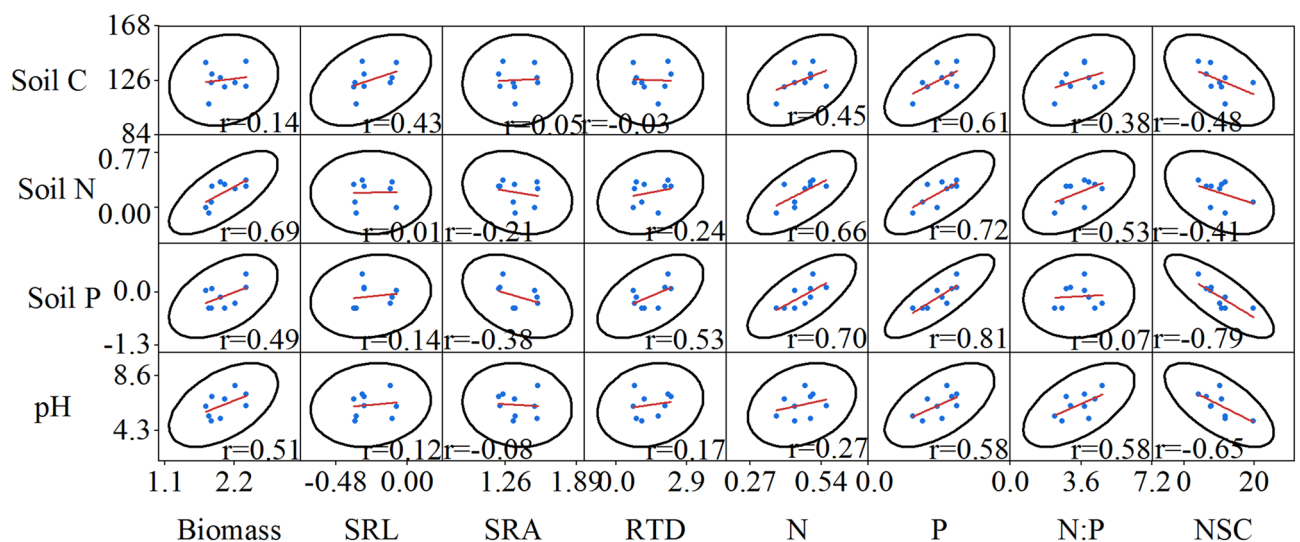 168
Soil C
126
84
r=0.14
r=0.43
r=0.05
r=-0.03
r=0.45
r=0.61
r=0.38
r=-0.48
0.77
Soil N
0.00
r=0.69
r=0.01
r=-0.21
r=0.24
r=0.66
r=0.72
r=0.53
r=-0.41
Soil P
0.0
-1.3
r=0.49
r=0.14
r=-0.38
r=0.53
r=0.70
r=0.81
r=0.07
r=-0.79
8.6
pH
4.3
r=0.51
r=0.12
r=-0.08
r=0.17
r=0.27
r=0.58
r=0.58
r=-0.65
1.1 2.2 -0.48 0.00 1.26 1.89 0.0 2.9 0.27 0.54 0.0 0.0 3.6 7.2 0 20
Biomass SRL SRA RTD N P N:P NSC